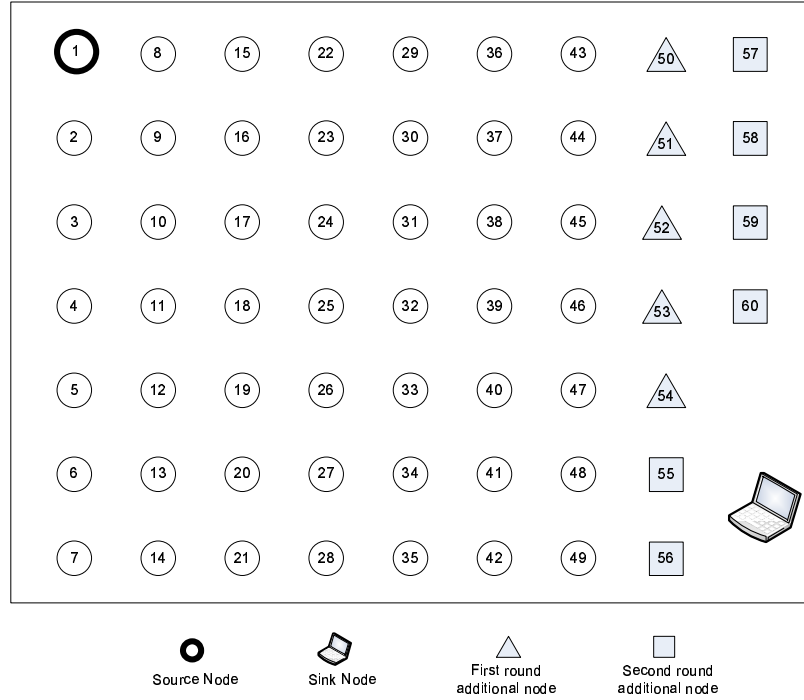 1 8 15 22 29 36 43 50 57
2 9 16 23 30 37 44 51 58
3 10 17 24 31 38 45 52 59
4 11 18 25 32 39 46 53 60
5 12 19 26 33 40 47 54
6 13 20 27 34 41 48 55
7 14 21 28 35 42 49 56
Source Node
Sink Node
First round
additional node
Second round
additional node